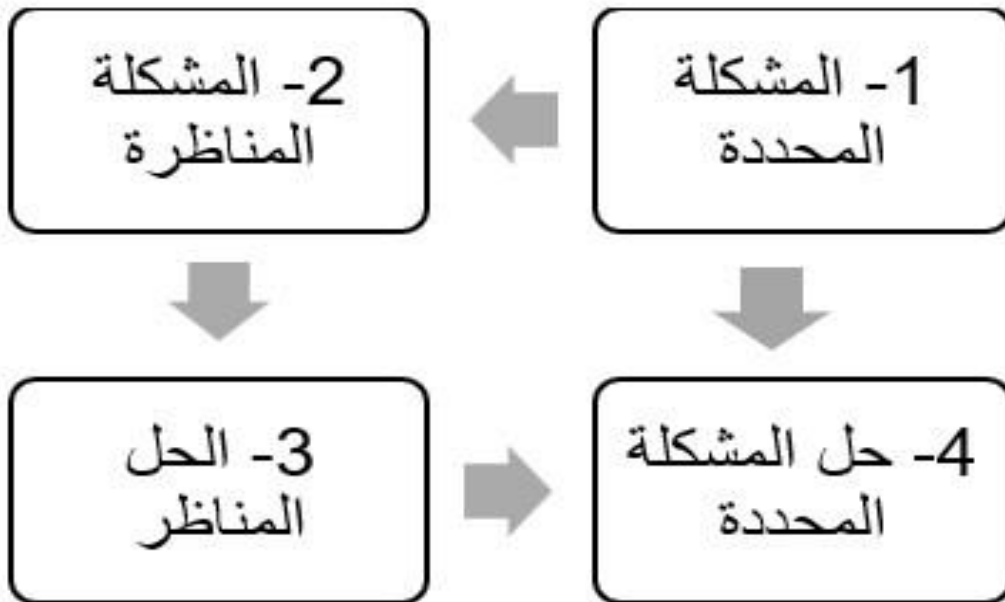 1- المشكلة
المحددة
2- المشكلة
المناظرة
3- الحل
المناظر
4- حل المشكلة
المحددة